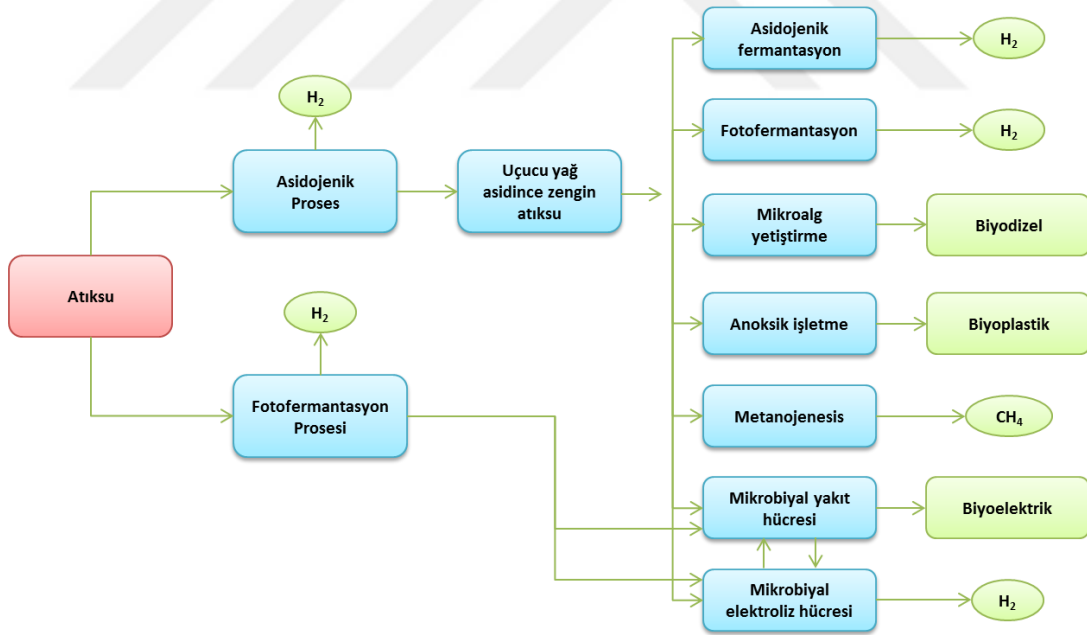 Asidojenik
fermantasyon
H₂
H₂
Fotofermantasyon
H₂
Asidojenik
Proses
Uçucu yağ
asidince zengin
atıksu
Mikroalg
yetiştirme
Biyodizel
Atıksu
H₂
Anoksik işletme
Biyoplastik
Fotofermantasyon
Prosesi
Metanojenesis
CH₄
Mikrobiyal yakıt
hücresi
Biyoelektrik
Mikrobiyal
elektroliz hücresi
H₂